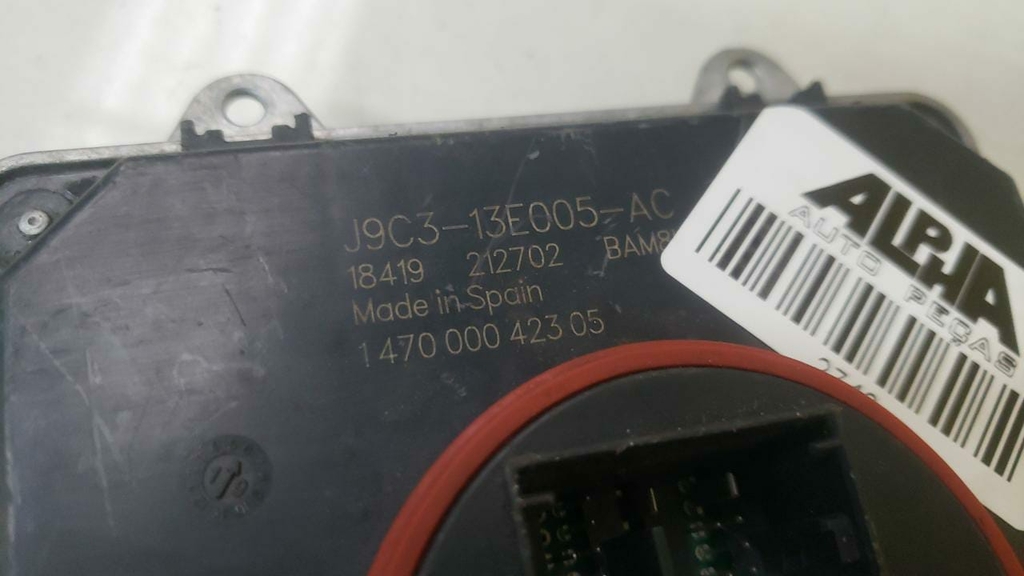 J9C3-13E005-AC
18419 212702
Made in Spain
1 470 000 423 05
ALPHA
AUTO PEÇAS